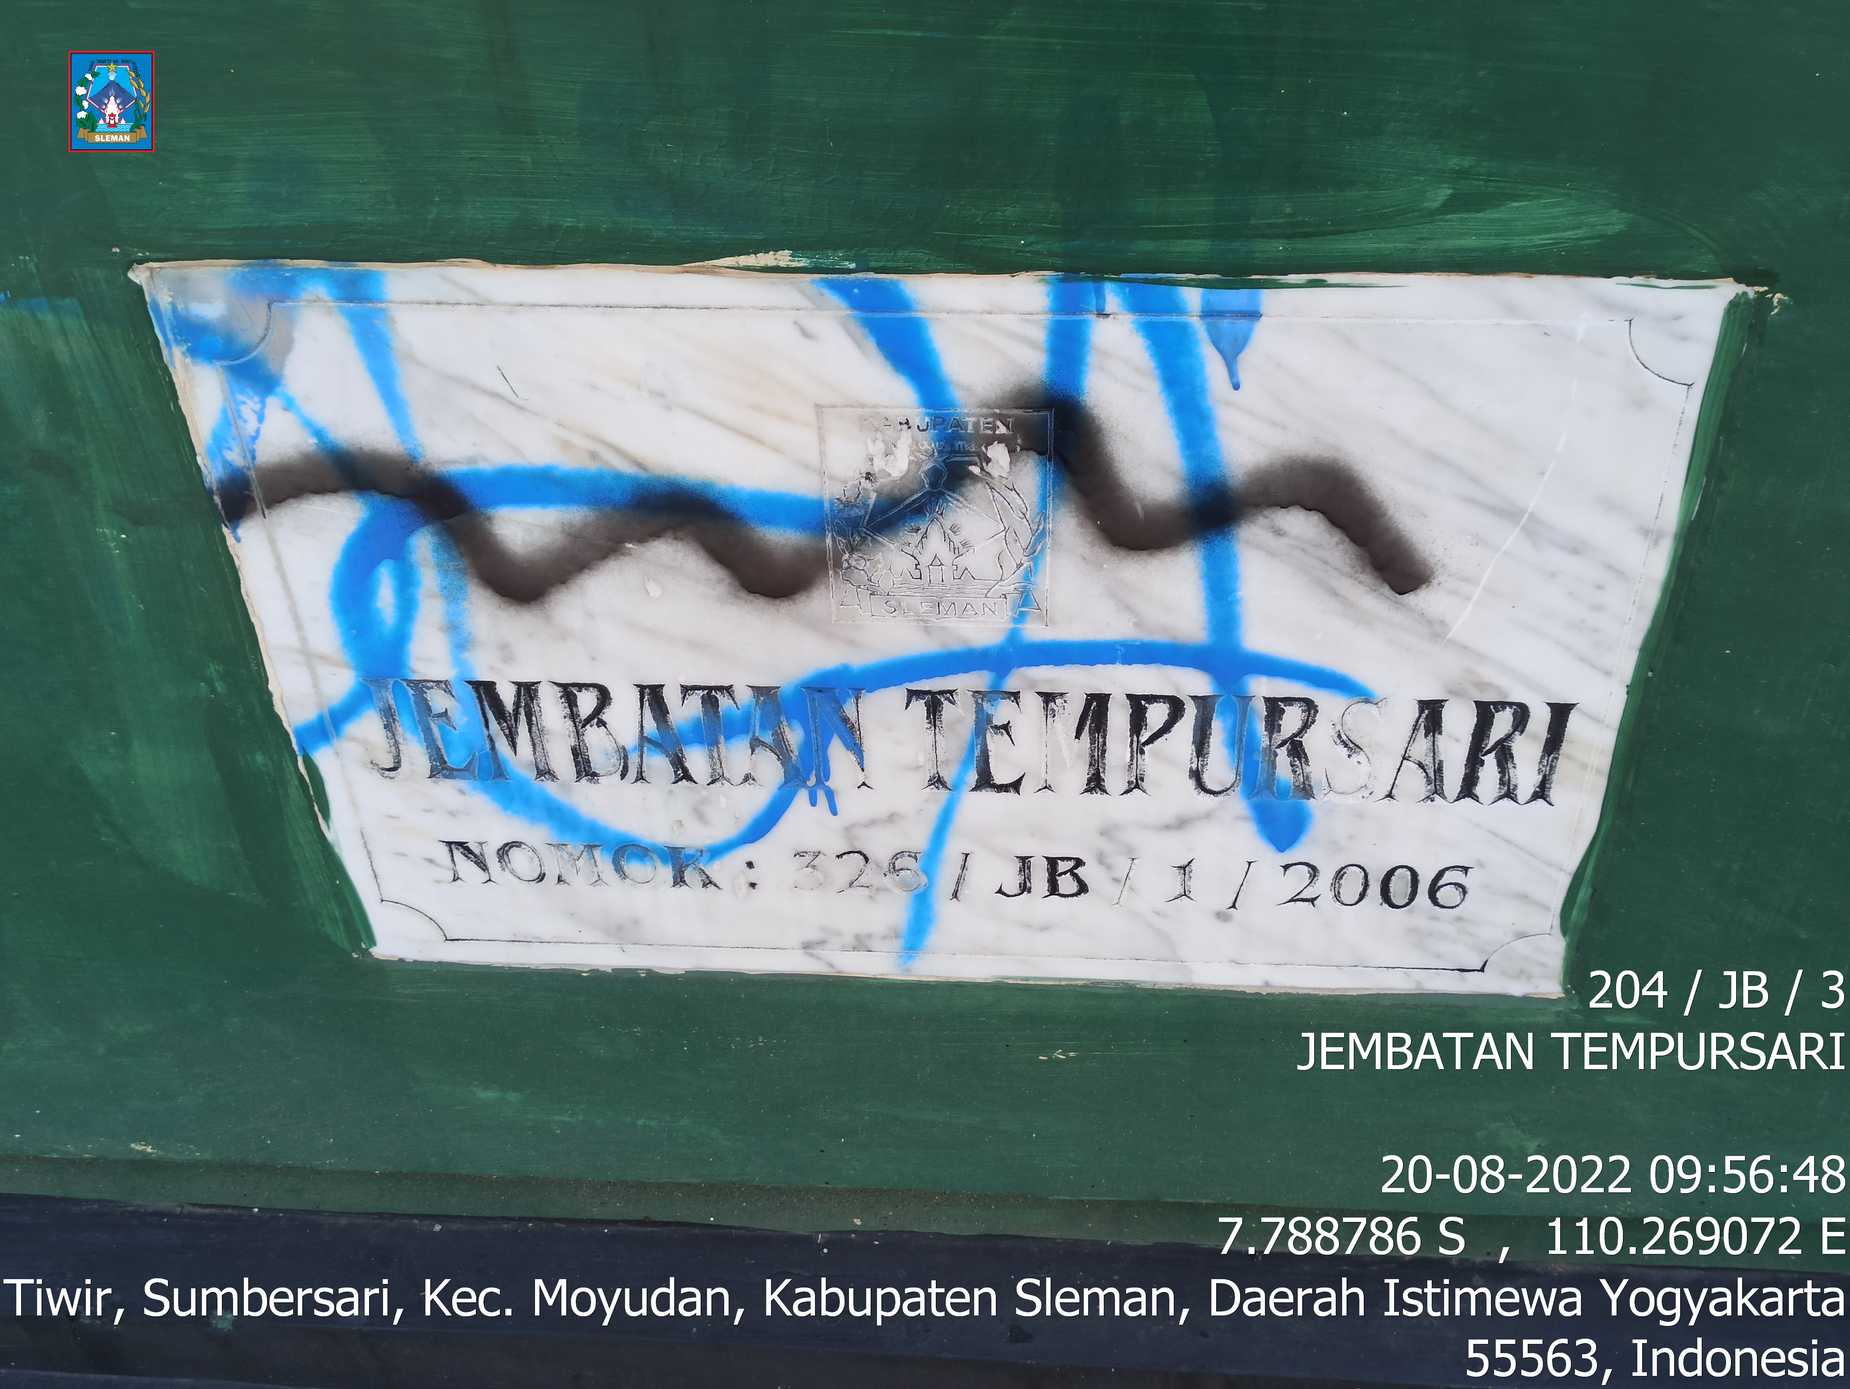 SLEMAN
KABUPATEN
SLEMAN
JEMBATAN TEMPURSARI
NOMOR : 326 / JB / 1 / 2006
204 / JB / 3
JEMBATAN TEMPURSARI
20-08-2022 09:56:48
7.788786 S , 110.269072 E
Tiwir, Sumbersari, Kec. Moyudan, Kabupaten Sleman, Daerah Istimewa Yogyakarta
55563, Indonesia